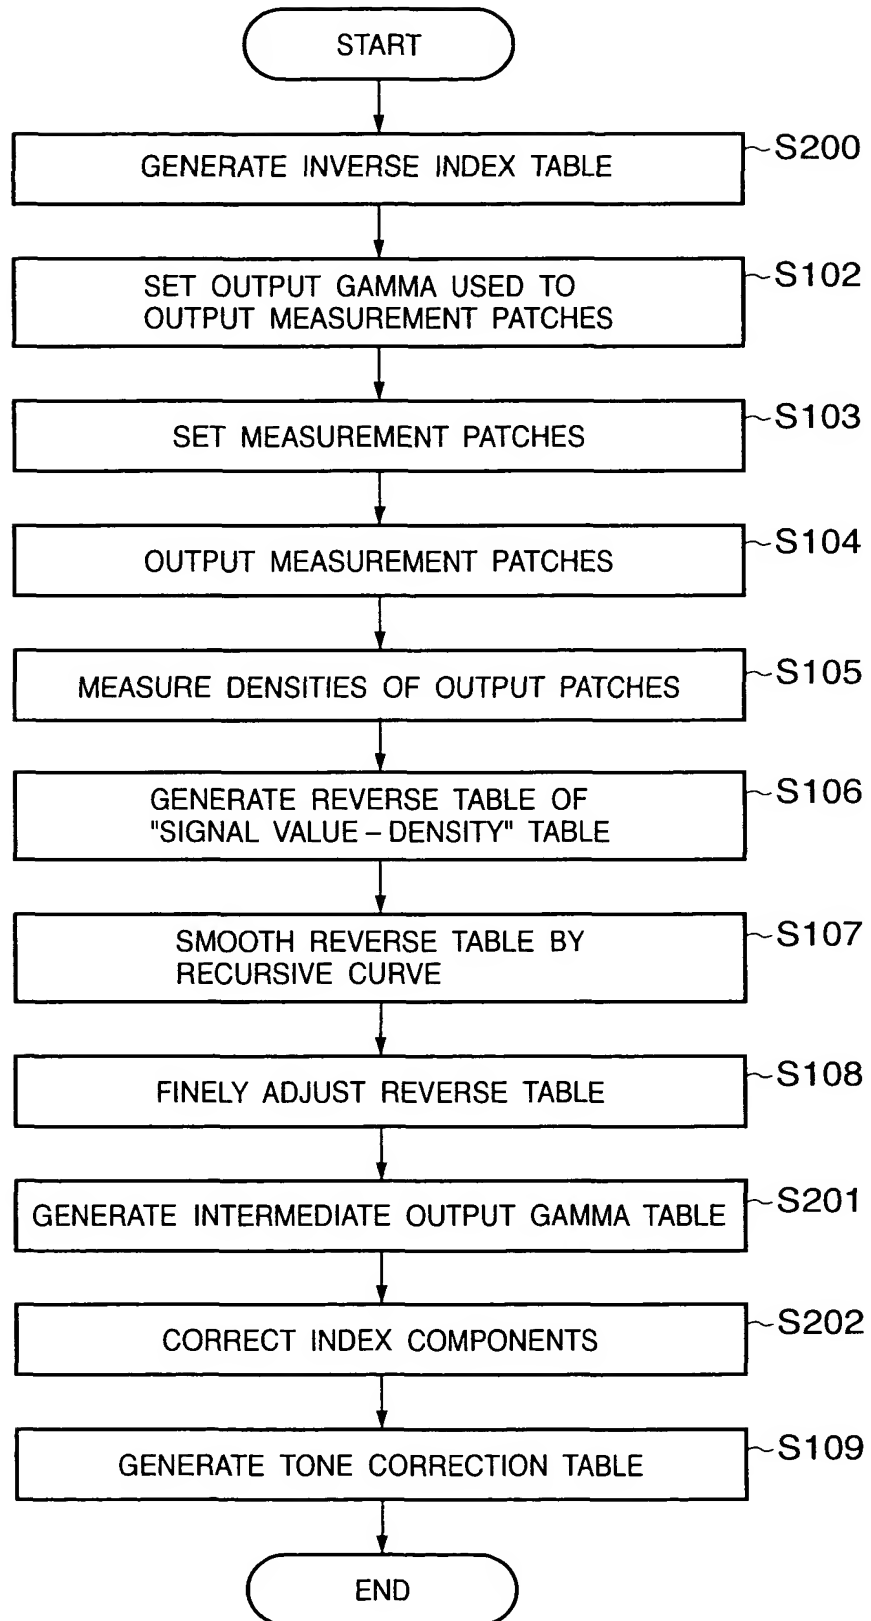 START
GENERATE INVERSE INDEX TABLE
S200
SET OUTPUT GAMMA USED TO
OUTPUT MEASUREMENT PATCHES
S102
SET MEASUREMENT PATCHES
S103
OUTPUT MEASUREMENT PATCHES
S104
MEASURE DENSITIES OF OUTPUT PATCHES
S105
GENERATE REVERSE TABLE OF
"SIGNAL VALUE – DENSITY" TABLE
S106
SMOOTH REVERSE TABLE BY
RECURSIVE CURVE
S107
FINELY ADJUST REVERSE TABLE
S108
GENERATE INTERMEDIATE OUTPUT GAMMA TABLE
S201
CORRECT INDEX COMPONENTS
S202
GENERATE TONE CORRECTION TABLE
S109
END